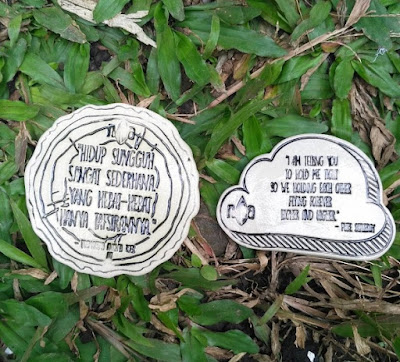 "HIDUP SUNGGUH
SANGAT SEDERHANA
YANG HEBAT-HEBAT
HANYA TAFSIRANNYA"
"I AM TELLING YOU
TO HOLD ME TIGHT
SO WE HOLDING EACH OTHER
FLYING FOREVER
HIGHER AND HIGHER."